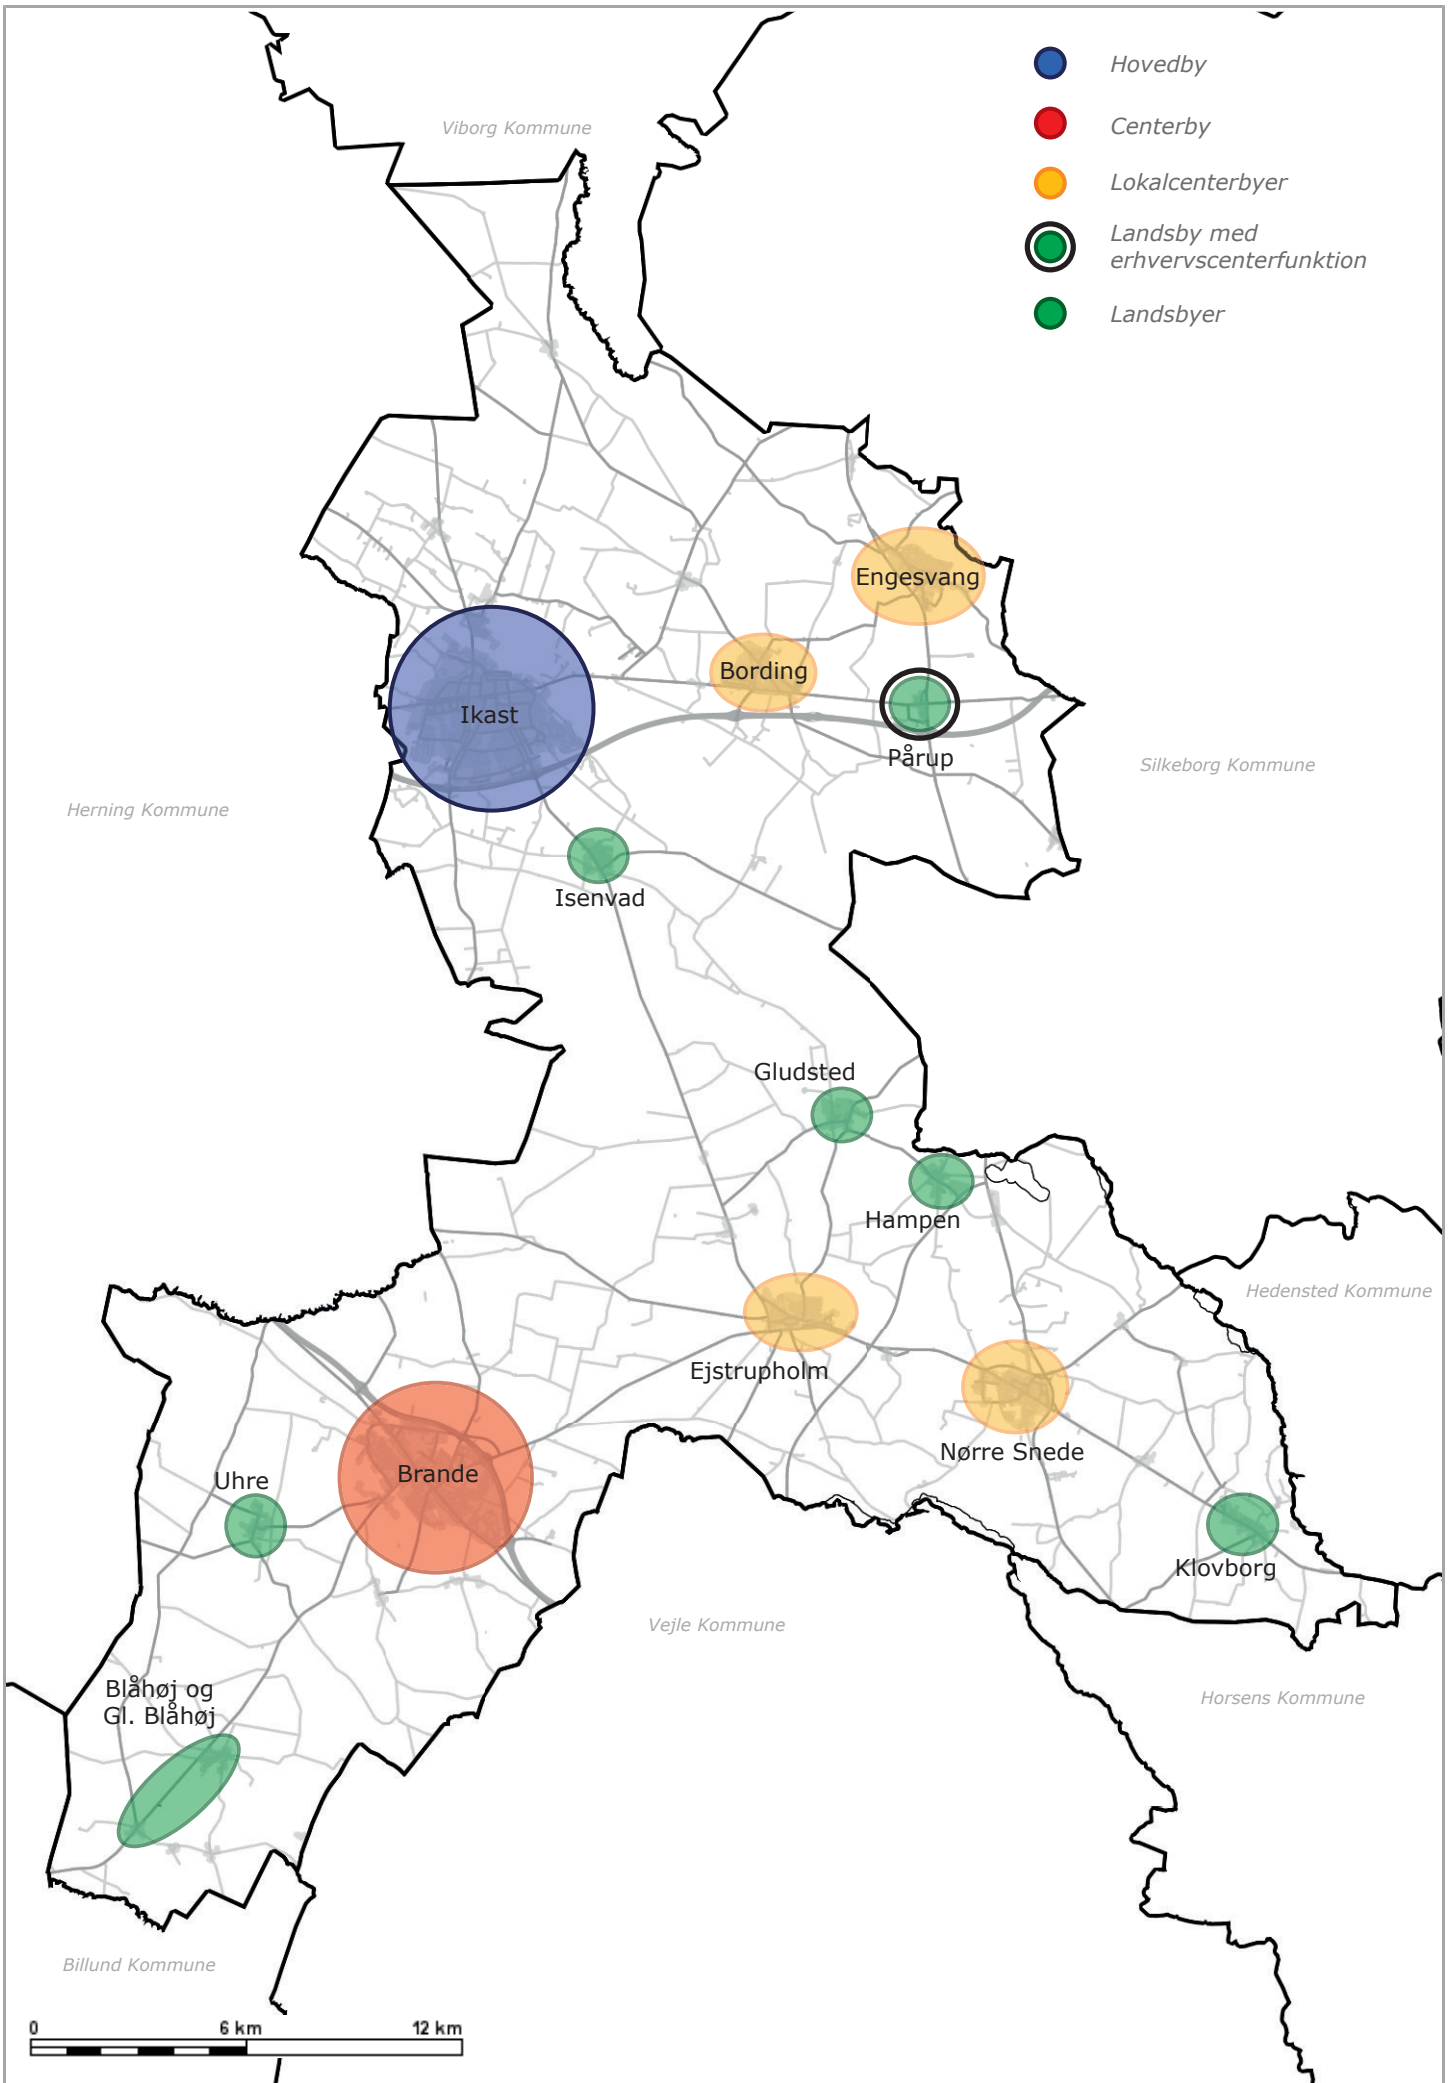 Hovedby
Centerby
Lokalcenterbyer
Landsby med
erhvervscenterfunktion
Landsbyer
Viborg Kommune
Engesvang
Bording
Ikast
Pårup
Silkeborg Kommune
Herning Kommune
Isenvad
Gludsted
Hampen
Hedensted Kommune
Ejstrupholm
Nørre Snede
Brande
Uhre
Klovborg
Vejle Kommune
Blåhøj og
Gl. Blåhøj
Horsens Kommune
Billund Kommune
0 6 km 12 km